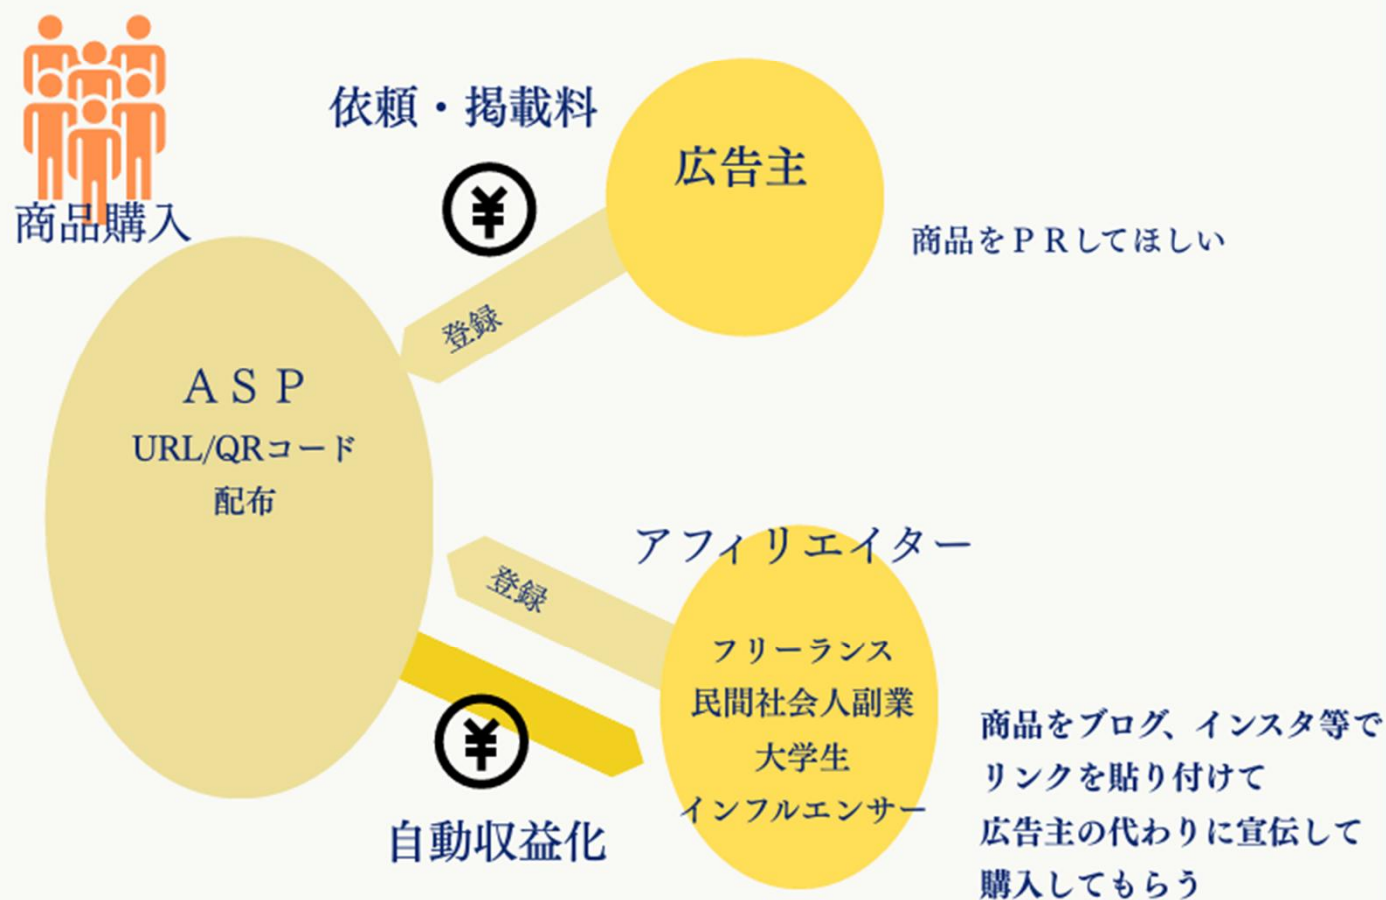 依頼・掲載料
広告主
商品購入
商品をＰＲしてほしい
登録
ＡＳＰ
URL/QRコード
配布
アフィリエイター
登録
フリーランス
民間社会人副業
大学生
インフルエンサー
自動収益化
商品をブログ、インスタ等で
リンクを貼り付けて
広告主の代わりに宣伝して
購入してもらう